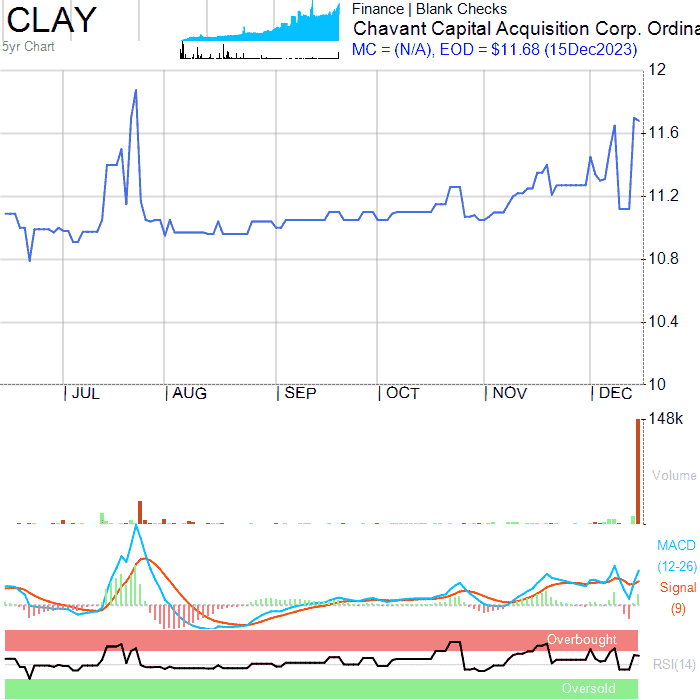 CLAY
5yr Chart
Finance | Blank Checks
Chavant Capital Acquisition Corp. Ordina
MC = (N/A), EOD = $11.68 (15Dec2023)
12
11.6
11.2
10.8
10.4
10
JUL AUG SEP OCT NOV DEC
148k
Volume
MACD
(12-26)
Signal
(9)
Overbought
RSI(14)
Oversold